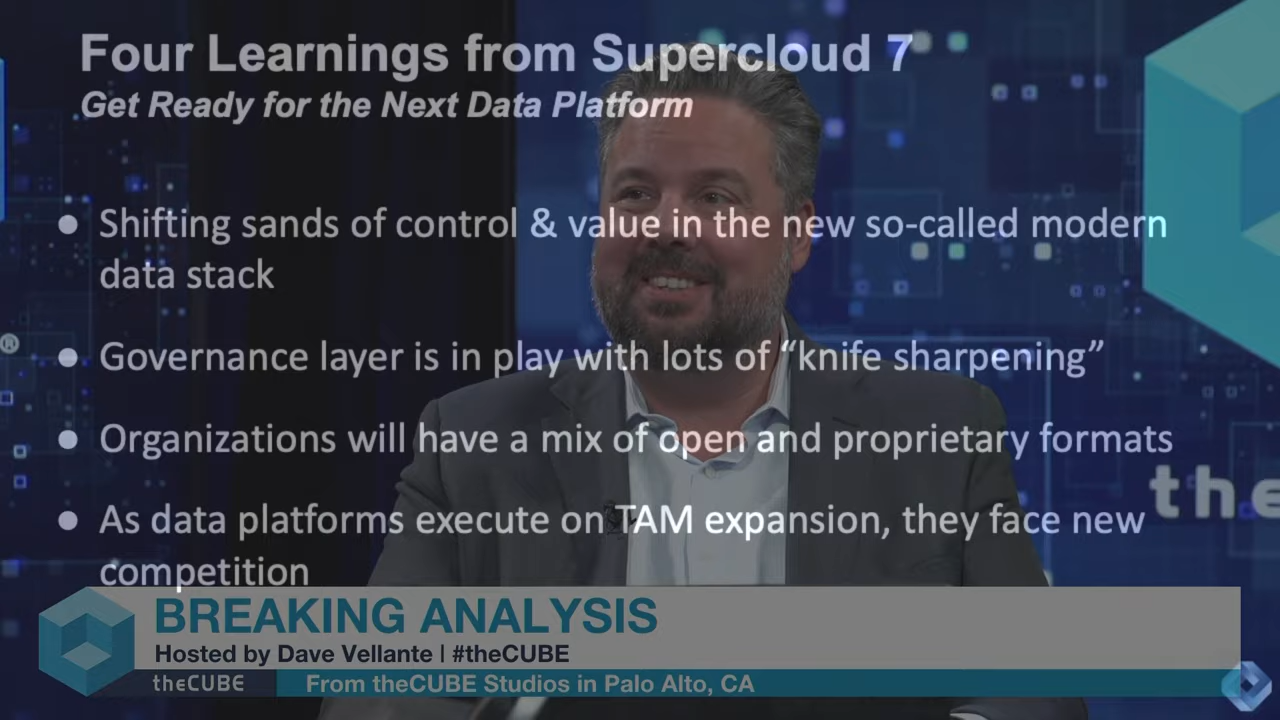 Four Learnings from Supercloud 7
Get Ready for the Next Data Platform
● Shifting sands of control & value in the new so-called modern
data stack
● Governance layer is in play with lots of “knife sharpening”
● Organizations will have a mix of open and proprietary formats
● As data platforms execute on TAM expansion, they face new
competition
®
the
BREAKING ANALYSIS
Hosted by Dave Vellante | #theCUBE
theCUBE
From theCUBE Studios in Palo Alto, CA